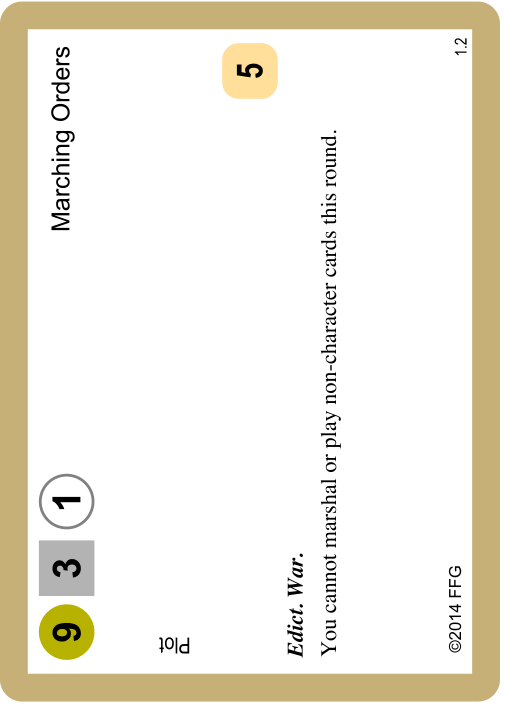 9 3 1 Marching Orders
Plot
5
Edict. War.
You cannot marshal or play non-character cards this round.
©2014 FFG 1.2